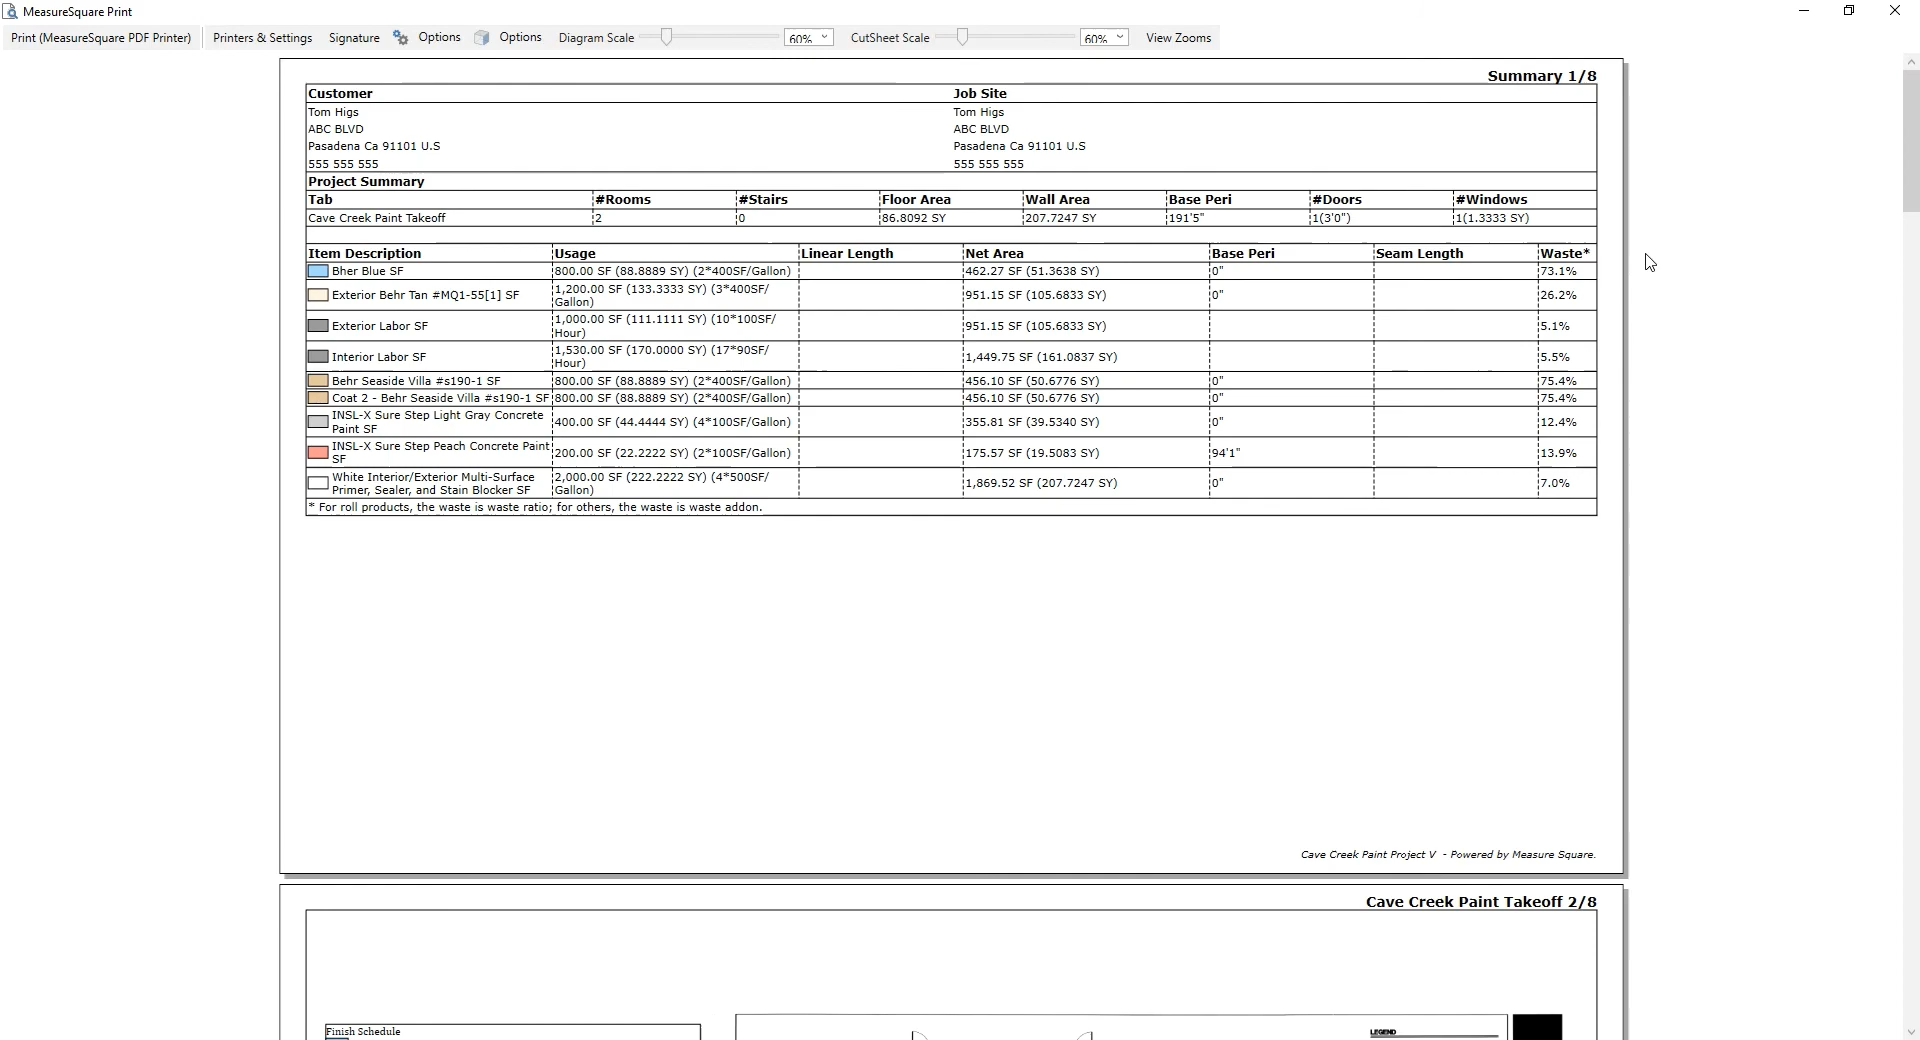 MeasureSquare Print
Print (MeasureSquare PDF Printer) Printers & Settings Signature Options Options Diagram Scale 60% CutSheet Scale 60% View Zooms
Summary 1/8
Customer Job Site
Tom Higs Tom Higs
ABC BLVD ABC BLVD
Pasadena Ca 91101 U.S Pasadena Ca 91101 U.S
555 555 555 555 555 555
Project Summary
Tab #Rooms #Stairs Floor Area Wall Area Base Peri #Doors #Windows
Cave Creek Paint Takeoff 2 0 86.8092 SY 207.7247 SY 191'5" 1(3'0") 1(1.3333 SY)
Item Description Usage Linear Length Net Area Base Peri Seam Length Waste*
Bher Blue SF 800.00 SF (88.8889 SY) (2*400SF/Gallon) 462.27 SF (51.3638 SY) 0" 73.1%
Exterior Behr Tan #MQ1-55[1] SF 1,200.00 SF (133.3333 SY) (3*400SF/
Gallon) 951.15 SF (105.6833 SY) 0" 26.2%
Exterior Labor SF 1,000.00 SF (111.1111 SY) (10*100SF/
Hour) 951.15 SF (105.6833 SY) 5.1%
Interior Labor SF 1,530.00 SF (170.0000 SY) (17*90SF/
Hour) 1,449.75 SF (161.0837 SY) 5.5%
Behr Seaside Villa #s190-1 SF 800.00 SF (88.8889 SY) (2*400SF/Gallon) 456.10 SF (50.6776 SY) 0" 75.4%
Coat 2 - Behr Seaside Villa #s190-1 SF 800.00 SF (88.8889 SY) (2*400SF/Gallon) 456.10 SF (50.6776 SY) 0" 75.4%
INSL-X Sure Step Light Gray Concrete
Paint SF 400.00 SF (44.4444 SY) (4*100SF/Gallon) 355.81 SF (39.5340 SY) 0" 12.4%
INSL-X Sure Step Peach Concrete Paint
SF 200.00 SF (22.2222 SY) (2*100SF/Gallon) 175.57 SF (19.5083 SY) 94'1" 13.9%
White Interior/Exterior Multi-Surface 2,000.00 SF (222.2222 SY) (4*500SF/
Primer, Sealer, and Stain Blocker SF Gallon) 1,869.52 SF (207.7247 SY) 0" 7.0%
* For roll products, the waste is waste ratio; for others, the waste is waste addon.
Cave Creek Paint Project V - Powered by Measure Square.
Cave Creek Paint Takeoff 2/8
Finish Schedule
LEGEND